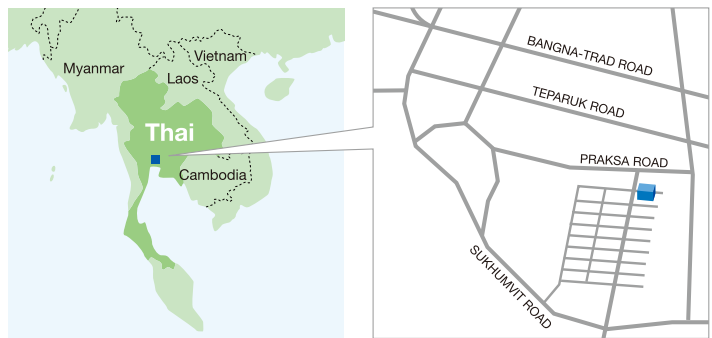 Myanmar
Vietnam
Laos
Thai
Cambodia
BANGNA-TRAD ROAD
TEPARUK ROAD
PRAKSA ROAD
SUKHUMVIT ROAD